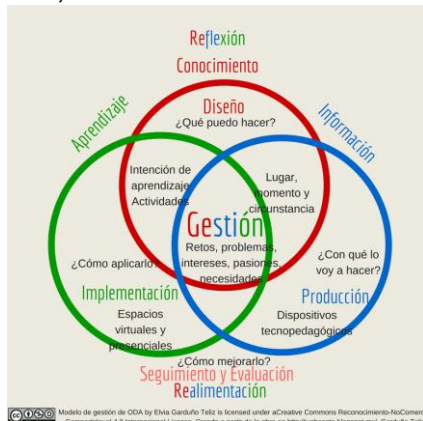 Reflexión
Conocimiento
Aprendizaje
Información
Diseño
¿Qué puedo hacer?
Intención de
aprendizaje
Actividades
Lugar,
momento y
circunstancia
Gestión
Retos, problemas,
intereses, pasiones,
necesidades
¿Cómo aplicarlo?
Implementación
Espacios
virtuales y
presenciales
¿Con qué lo
voy a hacer?
Producción
Dispositivos
tecnopedagógicos
¿Cómo mejorarlo?
Seguimiento y Evaluación
Realimentación
Modelo de gestión de ODA by Elvia Garduño Teliz is licensed under aCreative Commons Reconocimiento-NoComerc